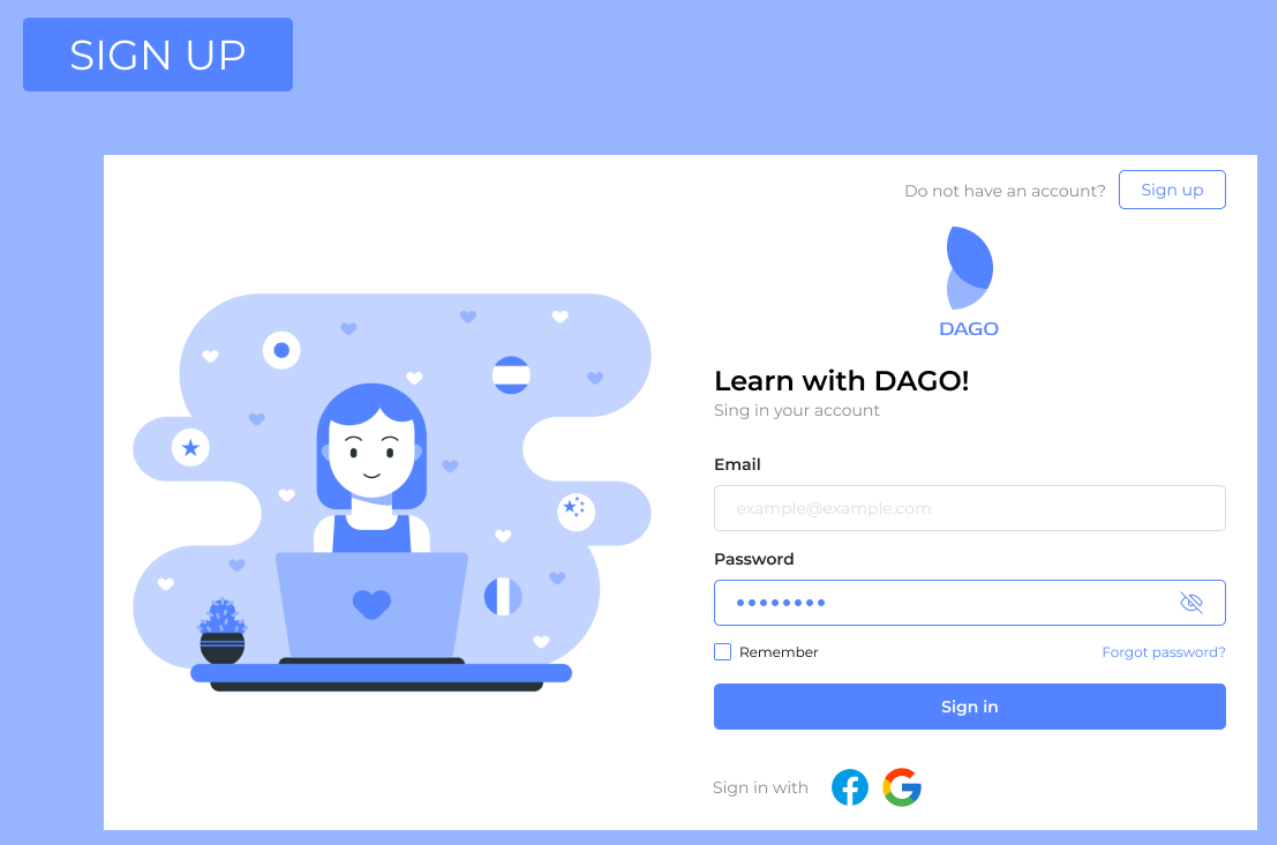 SIGN UP
Do not have an account? Sign up
DAGO
Learn with DAGO!
Sing in your account
Email
example@example.com
Password
Remember Forgot password?
Sign in
Sign in with